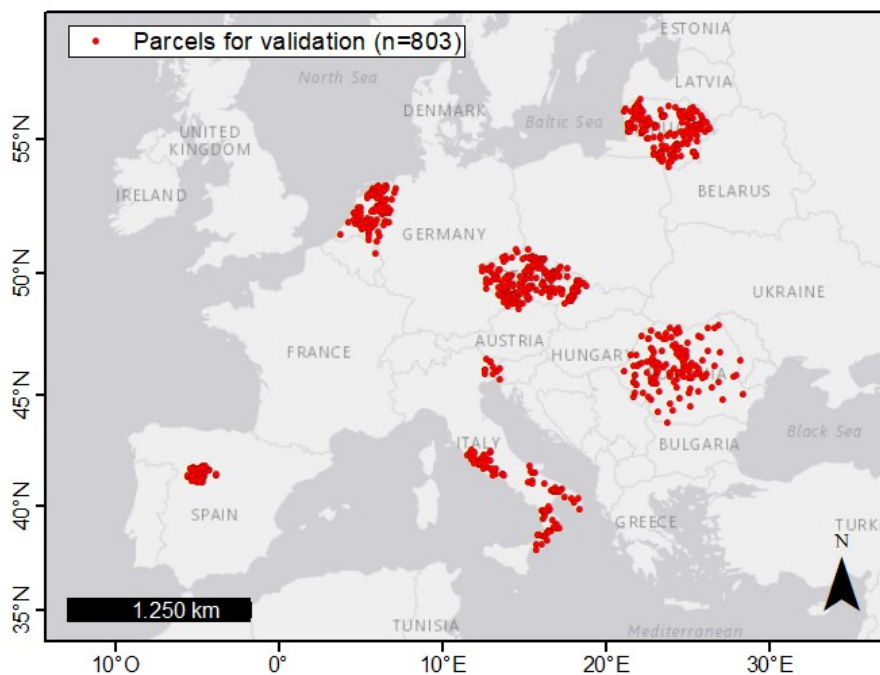 Parcels for validation (n=803)
ESTONIA
North Sea
LATVIA
DENMARK
Baltic Sea
UNITED
KINGDOM
55°N
IRELAND
BELARUS
GERMANY
50°N
UKRAINE
AUSTRIA
FRANCE
HUNGARY
45°N
Black Sea
ITALY
BULGARIA
SPAIN
40°N
GREECE
TURK
N
1.250 km
35°N
TUNISIA
Mediterranean
10°O
0°
10°E
20°E
30°E